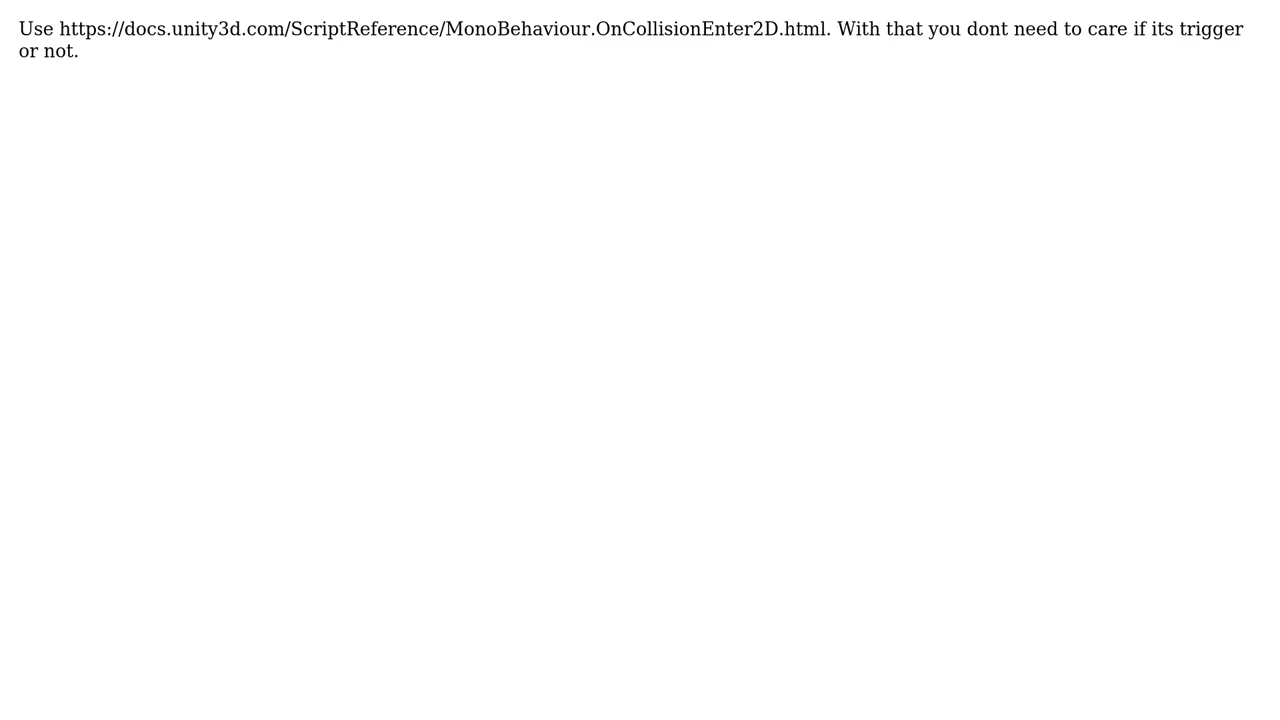 Use https://docs.unity3d.com/ScriptReference/MonoBehaviour.OnCollisionEnter2D.html. With that you dont need to care if its trigger
or not.